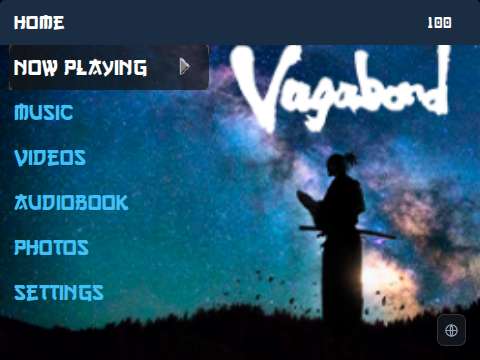 HOME
100
NOW PLAYING
Vagabond
MUSIC
VIDEOS
AUDIOBOOK
PHOTOS
SETTINGS